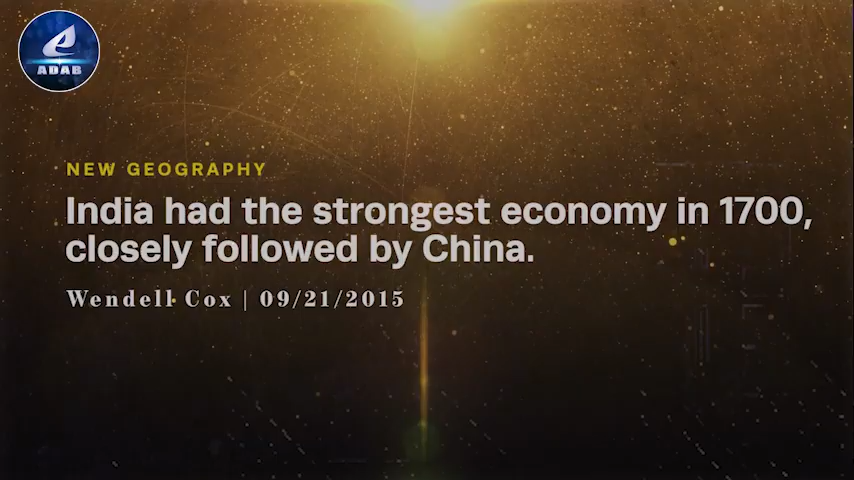 ADAB
NEW GEOGRAPHY
India had the strongest economy in 1700,
closely followed by China.
Wendell Cox | 09/21/2015